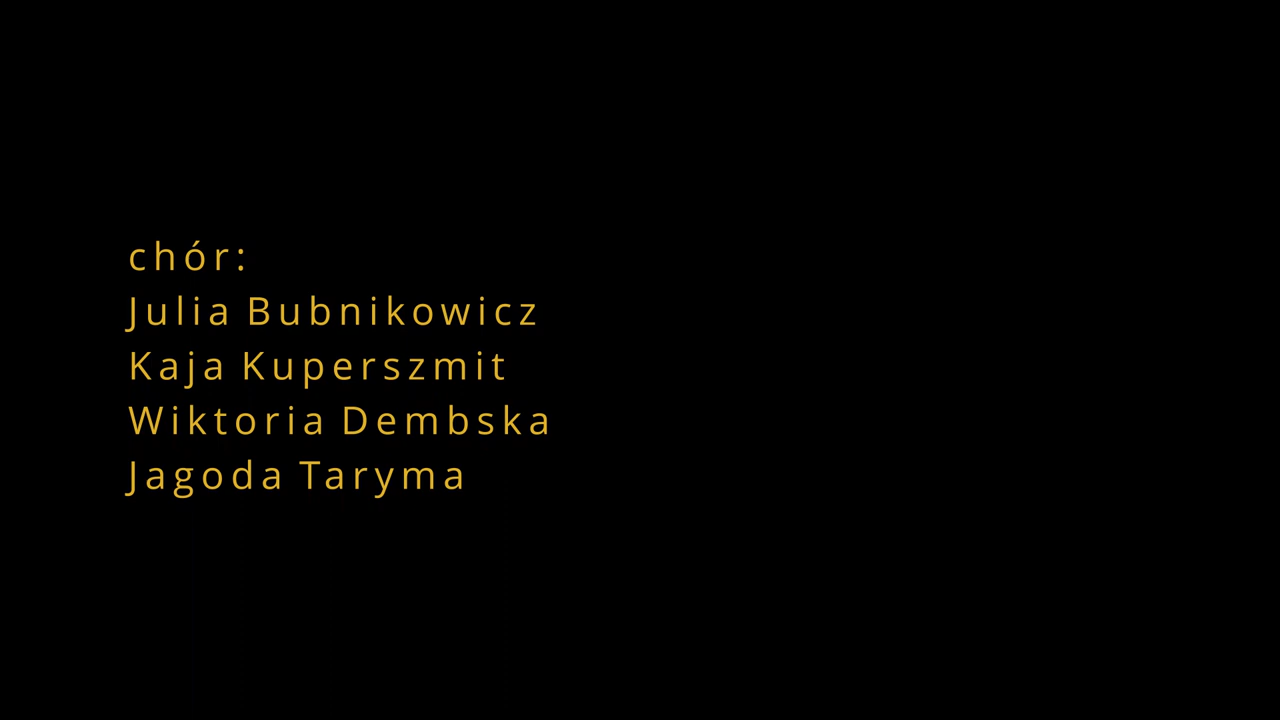 chór:
Julia Bubnikowicz
Kaja Kuperszmit
Wiktoria Dembska
Jagoda Taryma